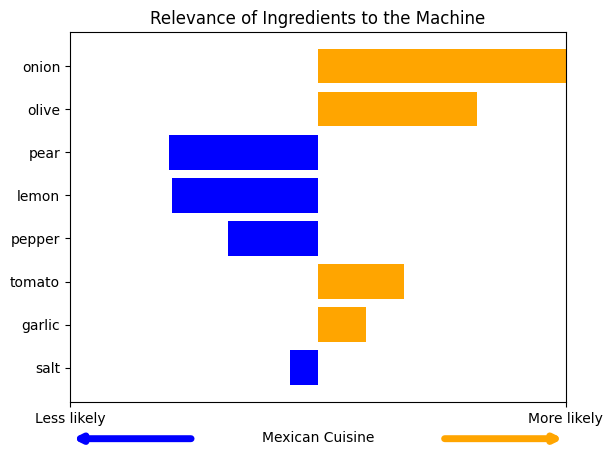 Relevance of Ingredients to the Machine
onion
olive
pear
lemon
pepper
tomato
garlic
salt
Less likely
More likely
Mexican Cuisine